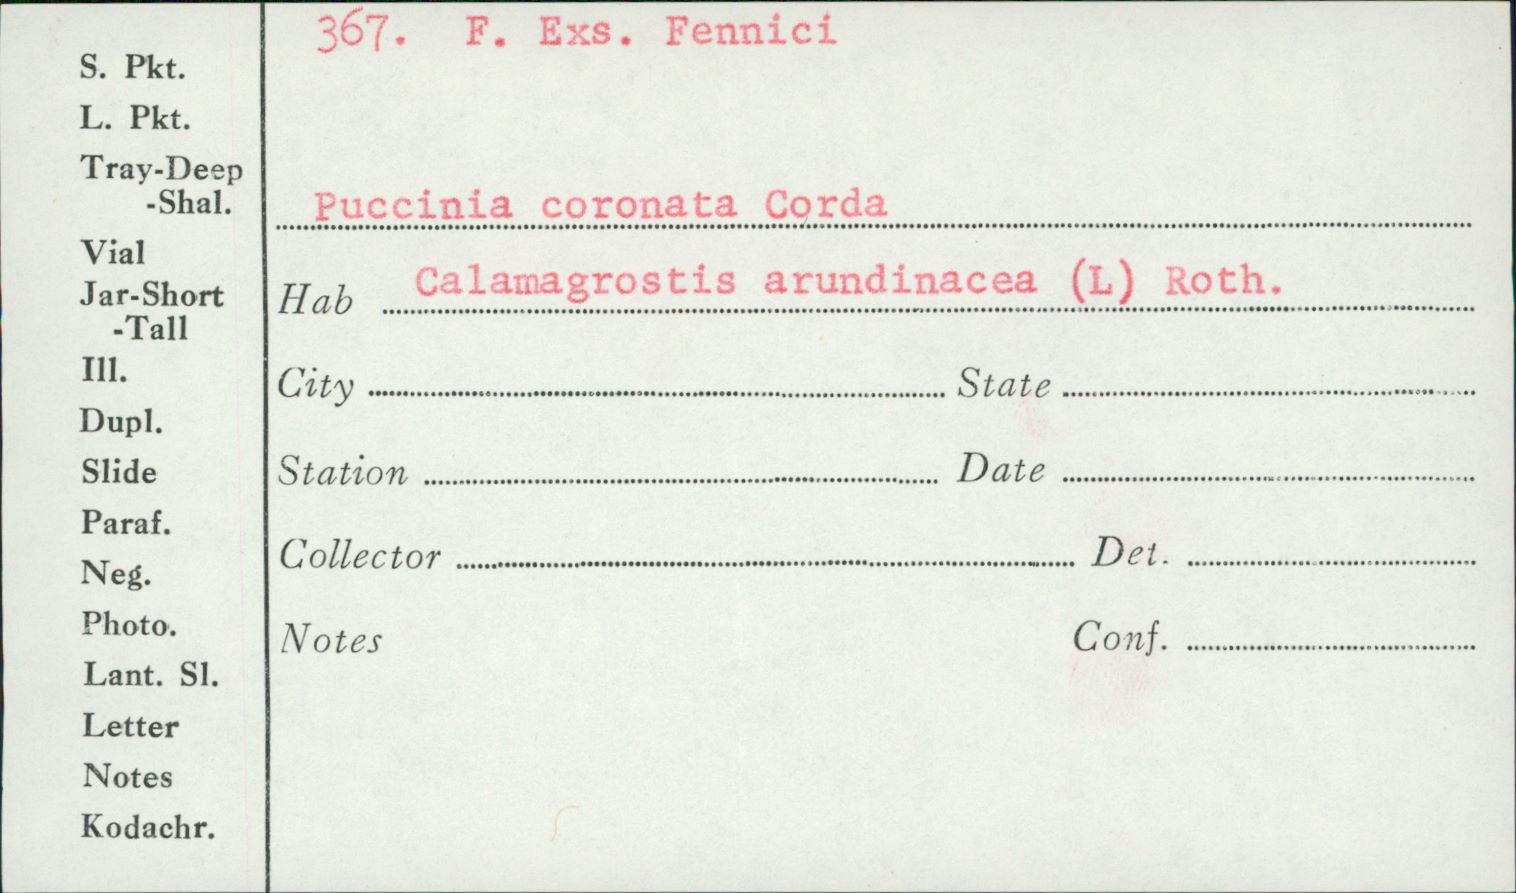 367. F. Exs. Fennici
S. Pkt.
L. Pkt.
Tray-Deep
-Shal.
Vial
Jar-Short
-Tall
Ill.
Dupl.
Slide
Paraf.
Neg.
Photo.
Lant. Sl.
Letter
Notes
Kodachr.
Puccinia coronata Corda
Hab Calamagrostis arundinacea (L) Roth.
City State
Station Date
Collector Det.
Notes Conf.